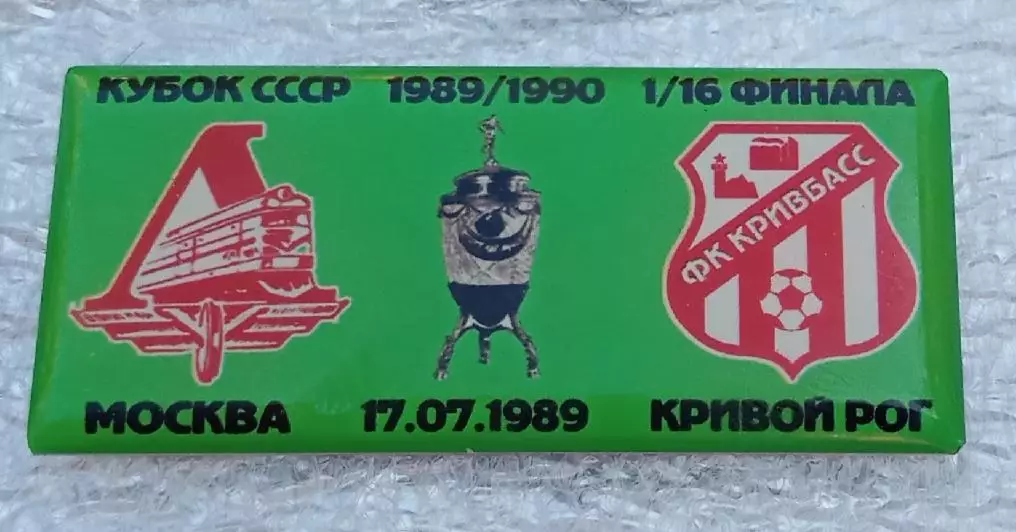 КУБОК СССР 1989/1990 1/16 ФИНАЛА
ФК КРИВБАСС
МОСКВА 17.07.1989 КРИВОЙ РОГ